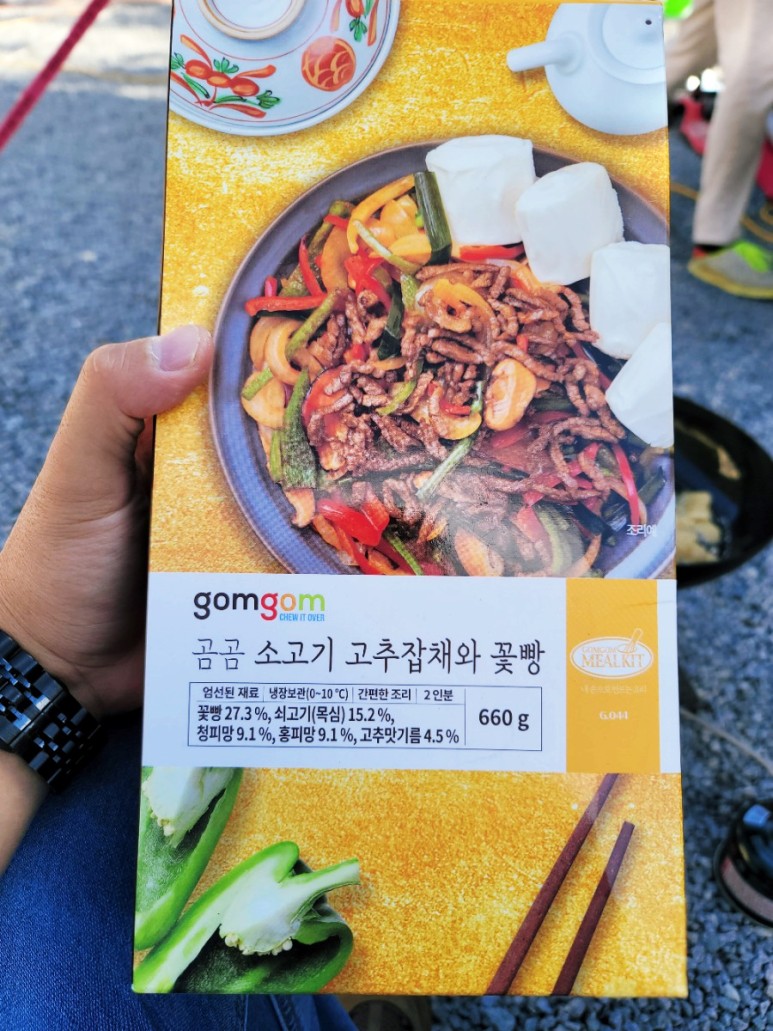 조리예
gomgom
CHEW IT OVER
곰곰 소고기 고추잡채와 꽃빵
엄선된 재료 냉장보관(0~10 ℃) 간편한 조리 2인분
꽃빵 27.3 %, 쇠고기(목심) 15.2 %,
청피망 9.1 %, 홍피망 9.1 %, 고추맛기름 4.5 %
660 g
GOMGOM
MEALKIT
G.044